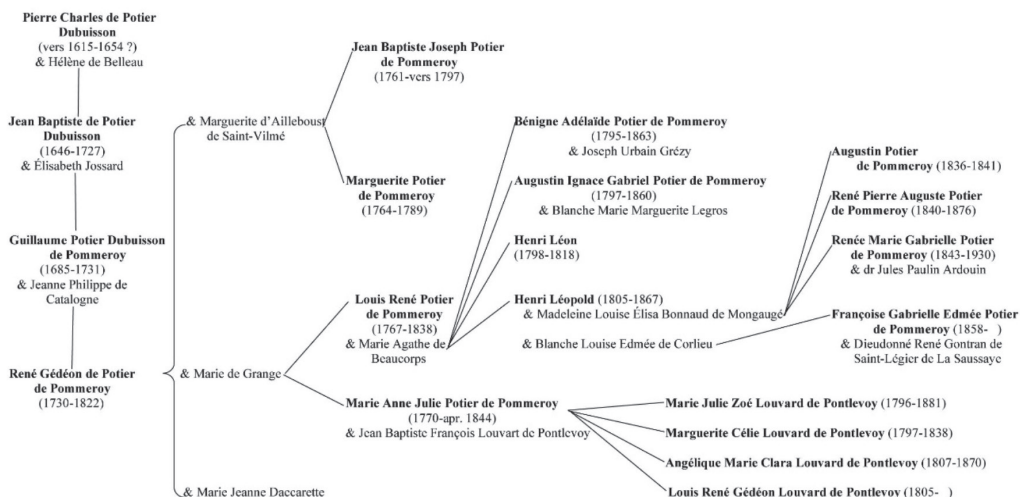 Pierre Charles de Potier
Dubuisson
(vers 1615-1654 ?)
& Hélène de Belleau
Jean Baptiste de Potier
Dubuisson
(1646-1727)
& Élisabeth Jossard
Guillaume Potier Dubuisson
de Pommeroy
(1685-1731)
& Jeanne Philippe de
Catalogne
René Gédéon de Potier
de Pommeroy
(1730-1822)
& Marguerite d'Ailleboust
de Saint-Vilmé
& Marie de Grange
& Marie Jeanne Daccarette
Jean Baptiste Joseph Potier
de Pommeroy
(1761-vers 1797)
Marguerite Potier
de Pommeroy
(1764-1789)
Louis René Potier
de Pommeroy
(1767-1838)
& Marie Agathe de
Beaucorps
Marie Anne Julie Potier de Pommeroy
(1770-apr. 1844)
& Jean Baptiste François Louvart de Pontlevoy
Bénigne Adélaïde Potier de Pommeroy
(1795-1863)
& Joseph Urbain Grézy
Augustin Ignace Gabriel Potier de Pommeroy
(1797-1860)
& Blanche Marie Marguerite Legros
Henri Léon
(1798-1818)
Henri Léopold (1805-1867)
& Madeleine Louise Élisa Bonnaud de Mongaugé
& Blanche Louise Edmée de Corlieu
Augustin Potier
de Pommeroy (1836-1841)
René Pierre Auguste Potier
de Pommeroy (1840-1876)
Renée Marie Gabrielle Potier
de Pommeroy (1843-1930)
& dr Jules Paulin Ardouin
Françoise Gabrielle Edmée Potier
de Pommeroy (1858- )
& Dieudonné René Gontran de
Saint-Légier de La Saussaye
Marie Julie Zoé Louvard de Pontlevoy (1796-1881)
Marguerite Célie Louvard de Pontlevoy (1797-1838)
Angélique Marie Clara Louvard de Pontlevoy (1807-1870)
Louis René Gédéon Louvard de Pontlevoy (1805- )